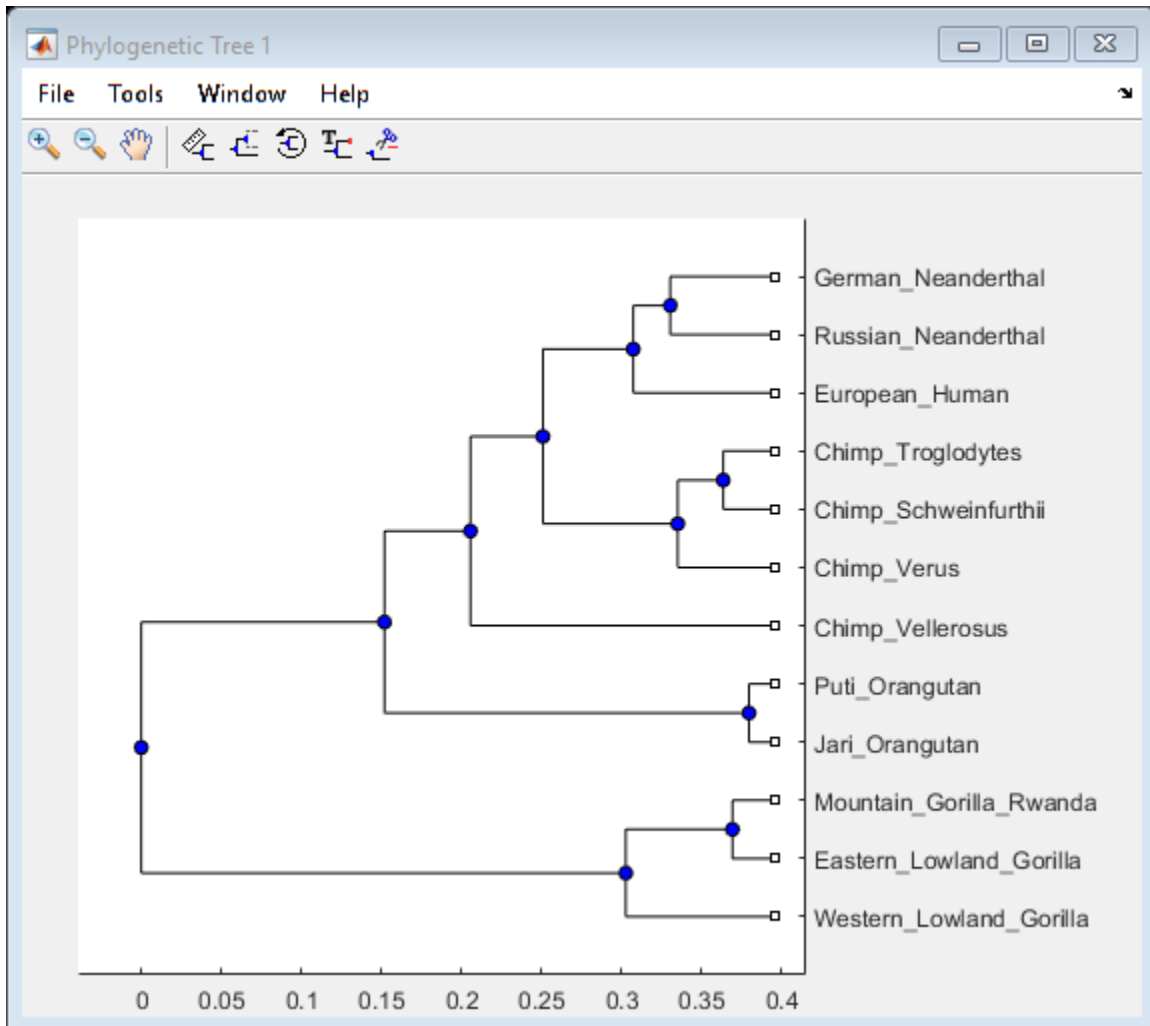 Phylogenetic Tree 1
File Tools Window Help
German_Neanderthal
Russian_Neanderthal
European_Human
Chimp_Troglodytes
Chimp_Schweinfurthii
Chimp_Verus
Chimp_Vellerosus
Puti_Orangutan
Jari_Orangutan
Mountain_Gorilla_Rwanda
Eastern_Lowland_Gorilla
Western_Lowland_Gorilla
0 0.05 0.1 0.15 0.2 0.25 0.3 0.35 0.4